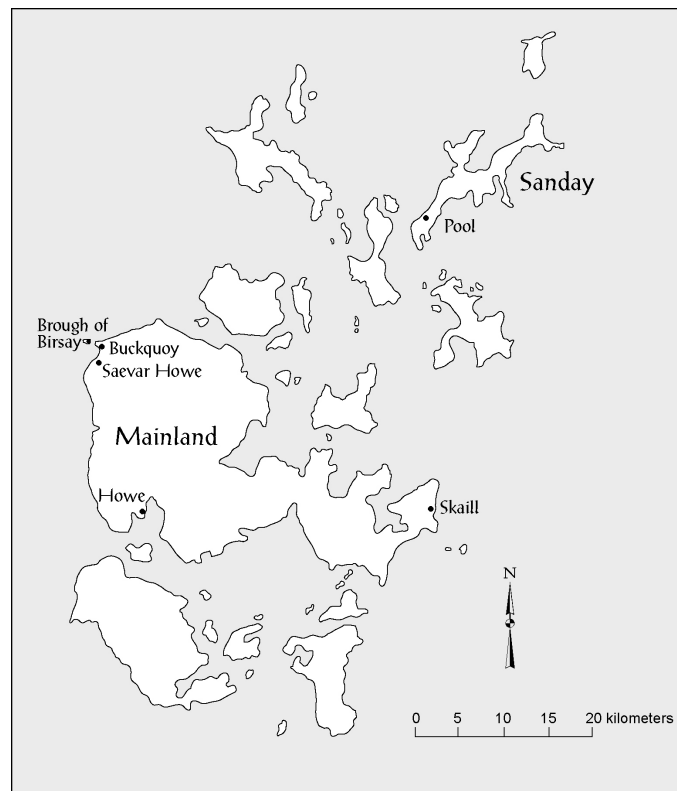 Sanday
Pool
Brough of
Birsay
Buckquoy
Saevar Howe
Mainland
Howe
Skaill
N
0 5 10 15 20 kilometers